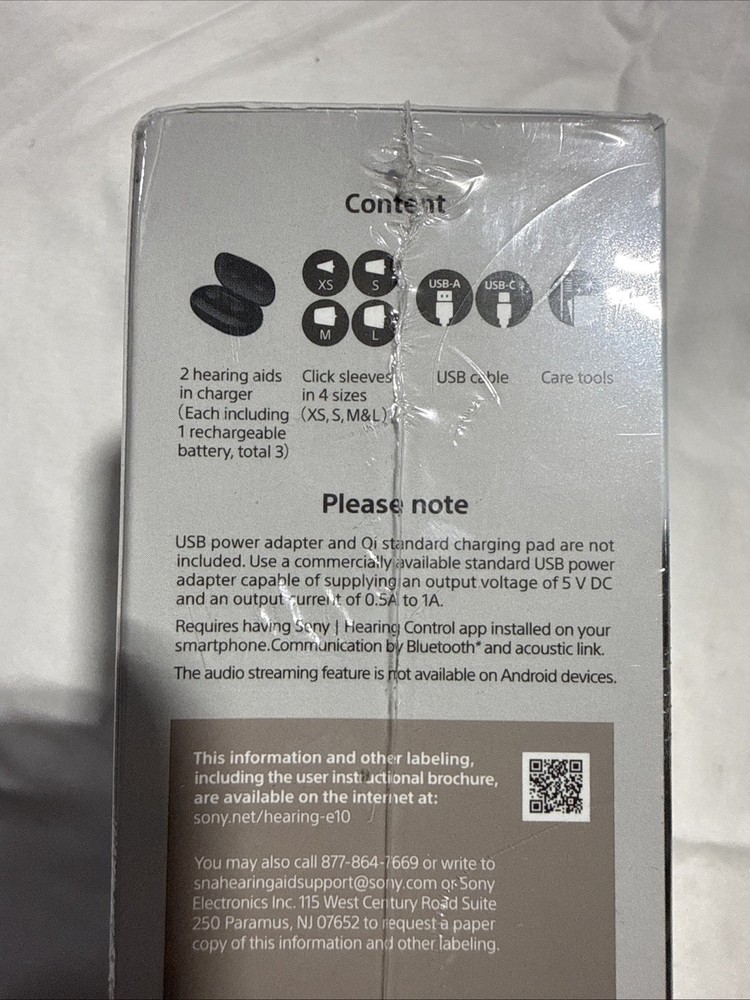 Content
XS
S
M
L
USB-A
USB-C
2 hearing aids
in charger
(Each including
1 rechargeable
battery, total 3)
Click sleeves
in 4 sizes
(XS, S, M&L)
USB cable
Care tools
Please note
USB power adapter and Qi standard charging pad are not
included. Use a commercially available standard USB power
adapter capable of supplying an output voltage of 5 V DC
and an output current of 0.5A to 1A.
Requires having Sony | Hearing Control app installed on your
smartphone.Communication by Bluetooth® and acoustic link.
The audio streaming feature is not available on Android devices.
This information and other labeling,
including the user instructional brochure,
are available on the internet at:
sony.net/hearing-e10
You may also call 877-864-7669 or write to
snahearingaidsupport@sony.com or Sony
Electronics Inc. 115 West Century Road Suite
250 Paramus, NJ 07652 to request a paper
copy of this information and other labeling.